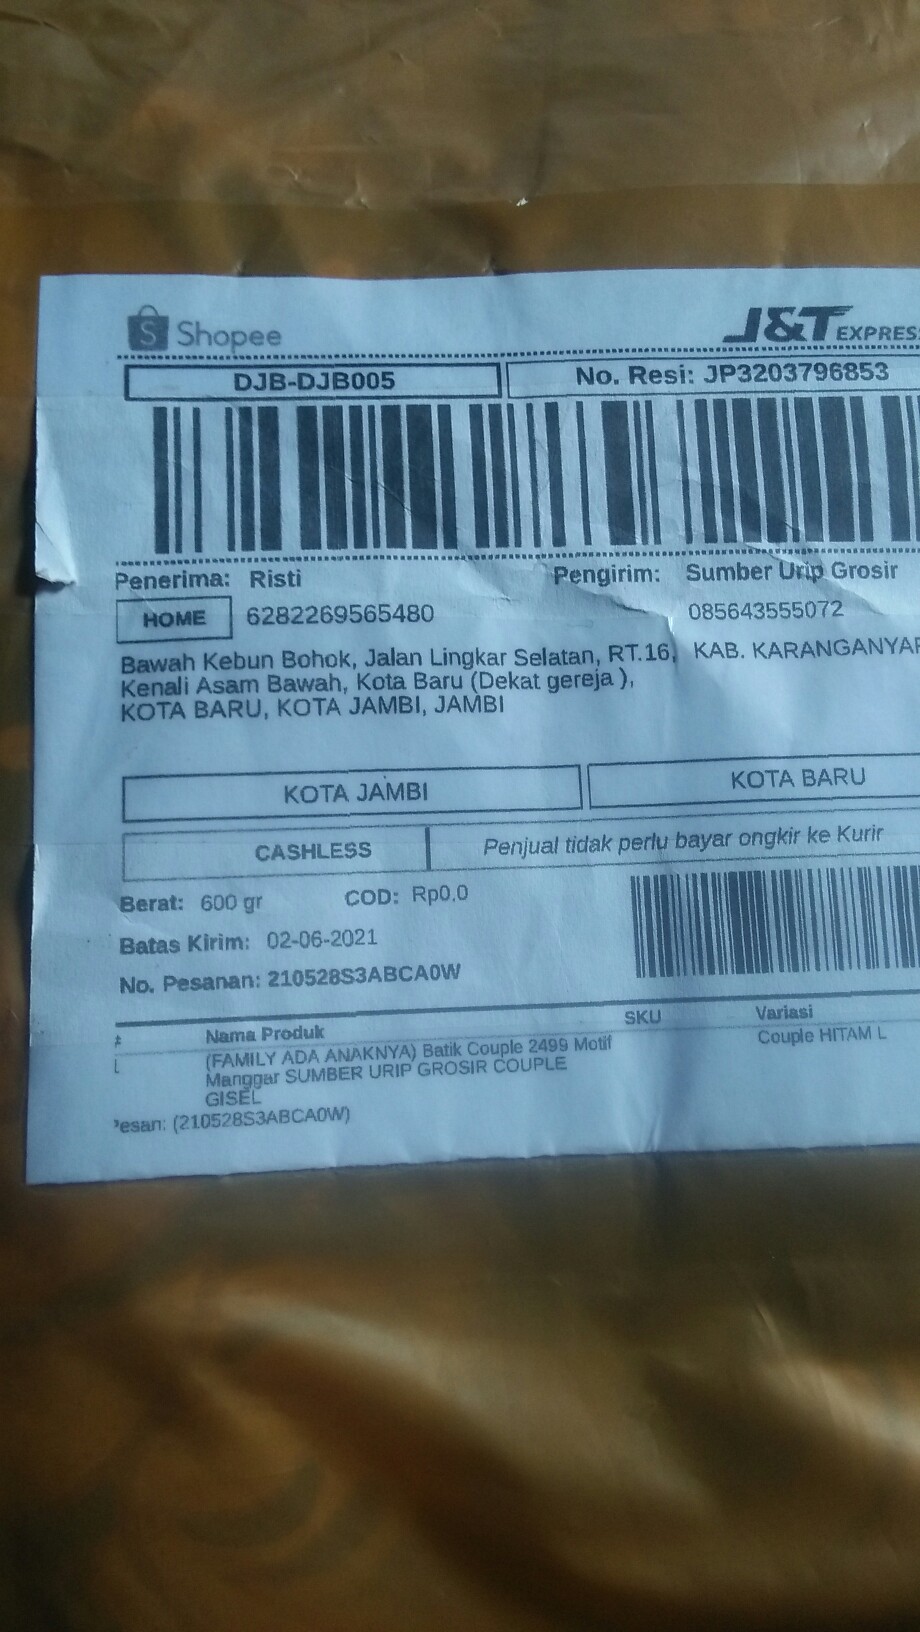 Shopee
J&T EXPRES
DJB-DJB005
No. Resi: JP3203796853
Penerima: Risti
Pengirim: Sumber Urip Grosir
HOME
6282269565480
085643555072
Bawah Kebun Bohok, Jalan Lingkar Selatan, RT.16,
KAB. KARANGANYAR
Kenali Asam Bawah, Kota Baru (Dekat gereja ),
KOTA BARU, KOTA JAMBI, JAMBI
KOTA JAMBI
KOTA BARU
CASHLESS
Penjual tidak perlu bayar ongkir ke Kurir
Berat: 600 gr
COD: Rp0,0
Batas Kirim: 02-06-2021
No. Pesanan: 210528S3ABCA0W
# Nama Produk
SKU
Variasi
(FAMILY ADA ANAKNYA) Batik Couple 2499 Motif
Couple HITAM L
Manggar SUMBER URIP GROSIR COUPLE
GISEL
esan: (210528S3ABCA0W)